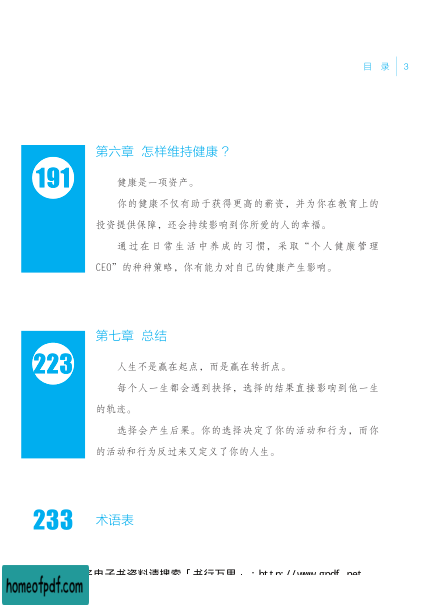 目 录 3
191
第六章 怎样维持健康？
健康是一项资产。
你的健康不仅有助于获得更高的薪资，并为你在教育上的
投资提供保障，还会持续影响到你所爱的人的幸福。
通过在日常生活中养成的习惯，采取“个人健康管理
CEO”的种种策略，你有能力对自己的健康产生影响。
223
第七章 总结
人生不是赢在起点，而是赢在转折点。
每个人一生都会遇到抉择，选择的结果直接影响到他一生
的轨迹。
选择会产生后果。你的选择决定了你的活动和行为，而你
的活动和行为反过来又定义了你的人生。
233
术语表
电子书资料请搜索「书行万里」：http://www.gpdf.net
homeofpdf.com